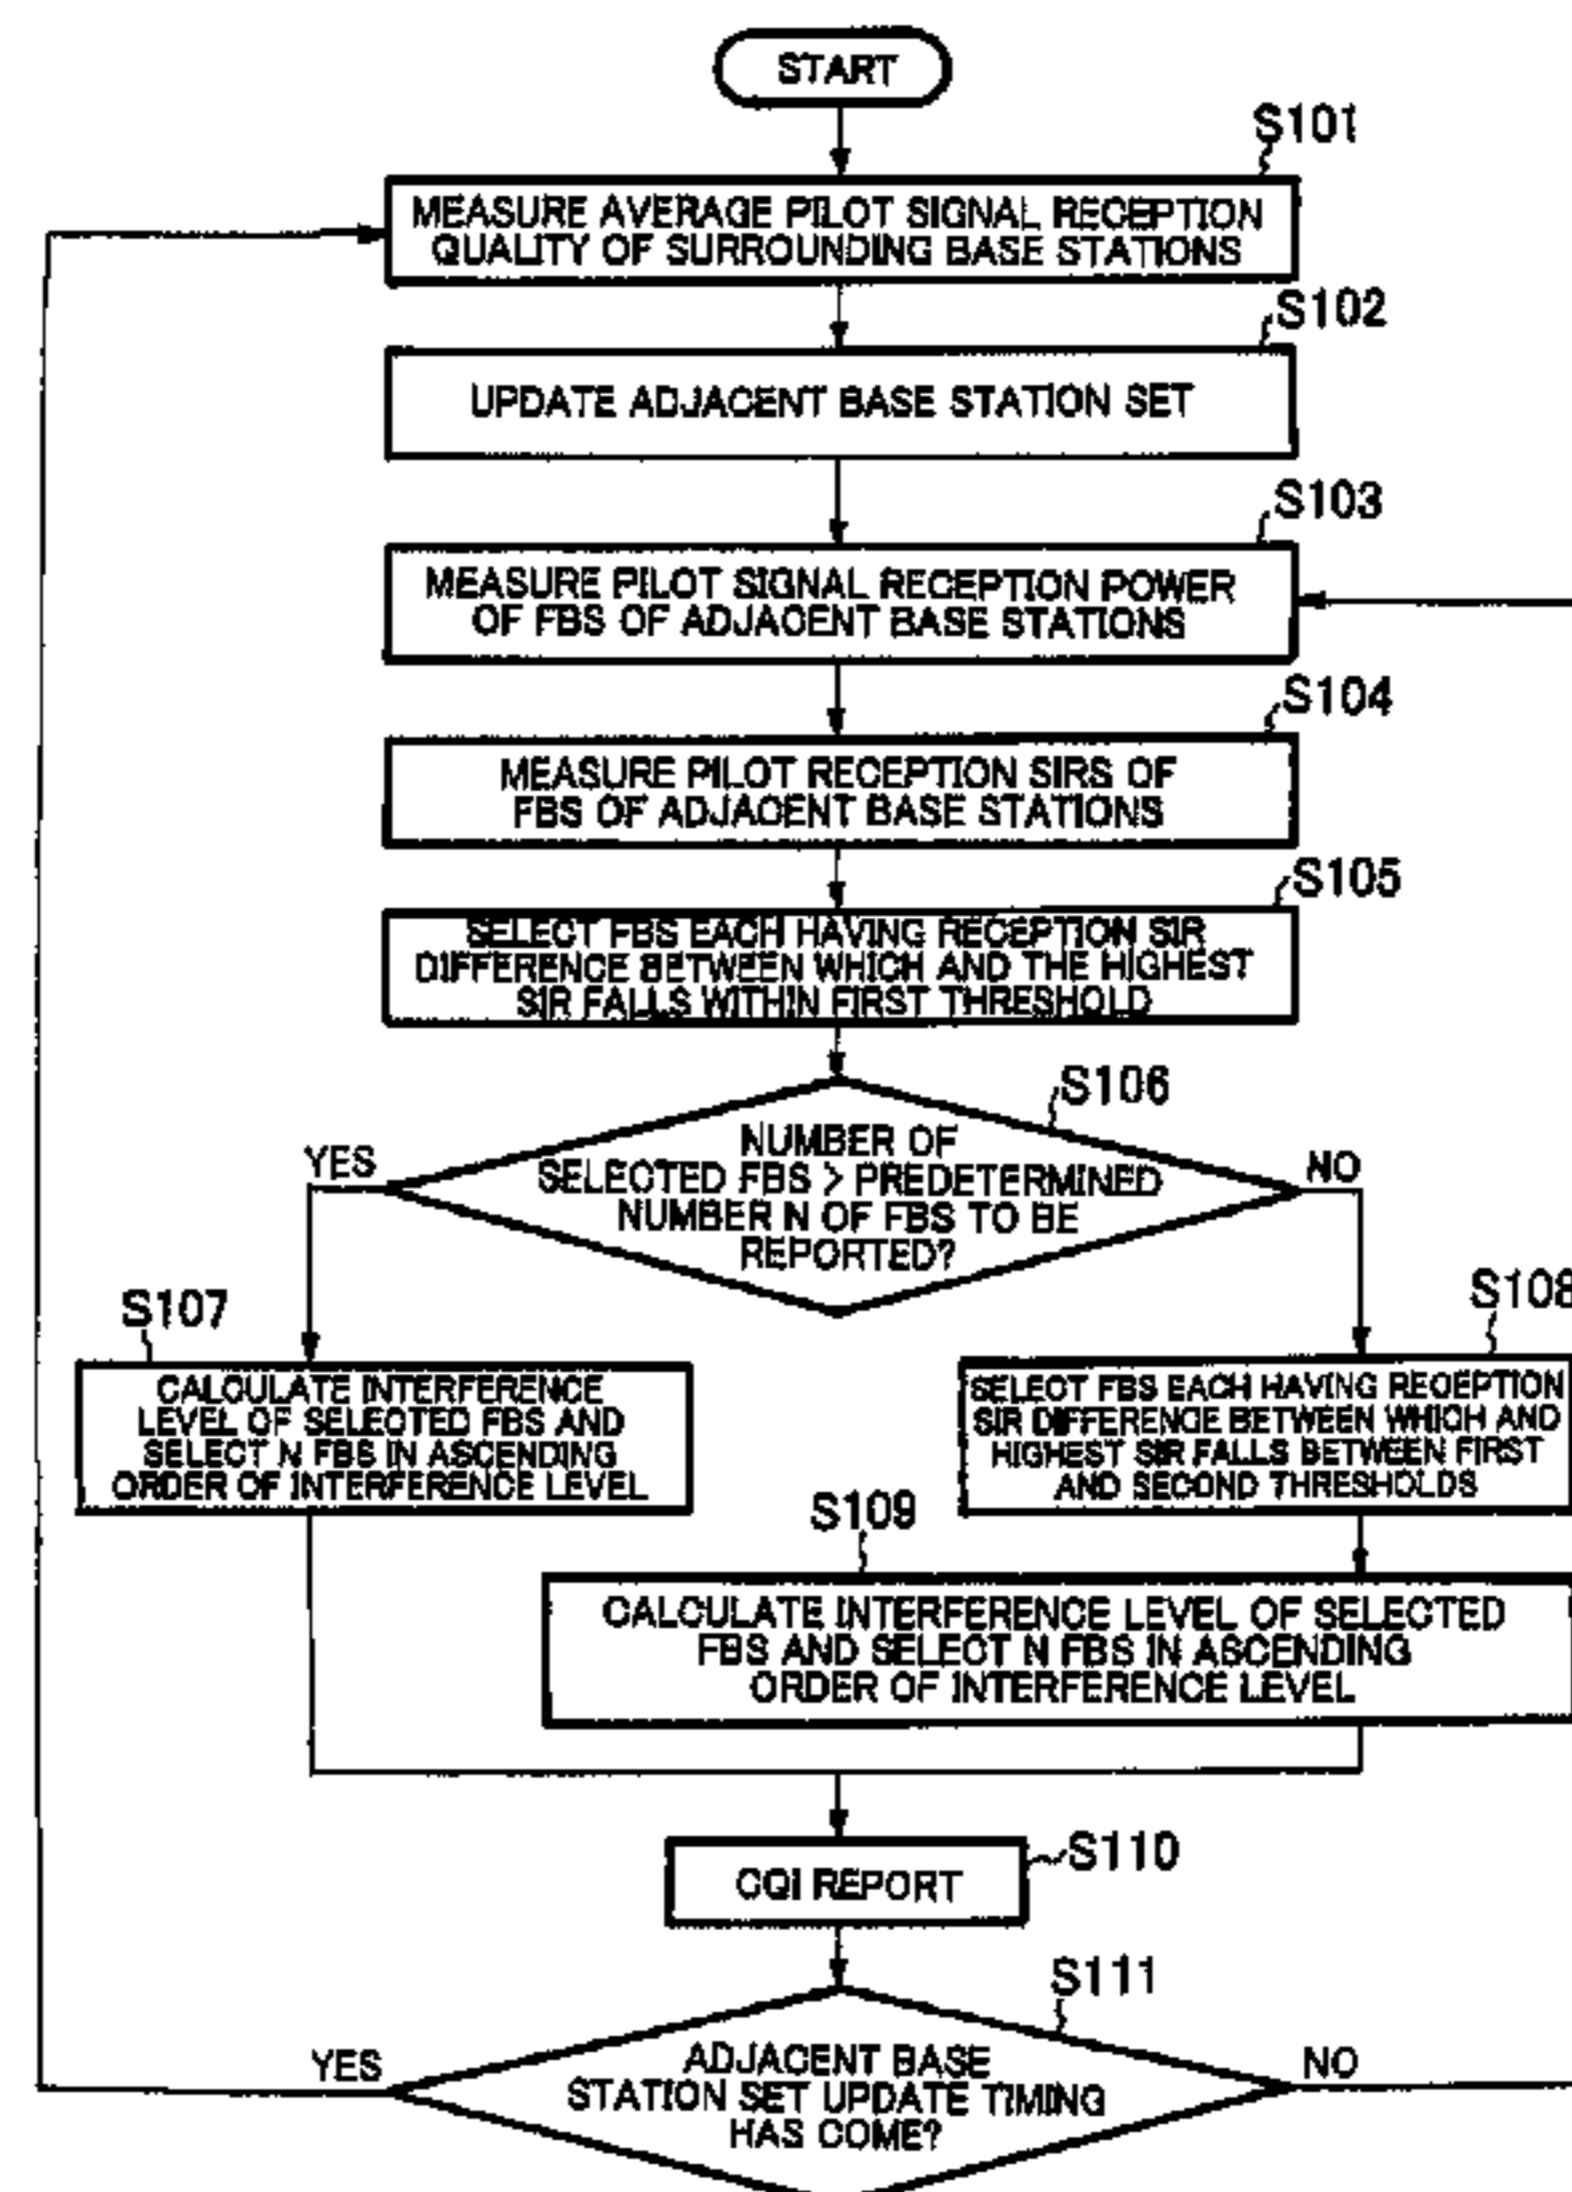 START
S101
MEASURE AVERAGE PILOT SIGNAL RECEPTION
QUALITY OF SURROUNDING BASE STATIONS
S102
UPDATE ADJACENT BASE STATION SET
S103
MEASURE PILOT SIGNAL RECEPTION POWER
OF FBS OF ADJACENT BASE STATIONS
S104
MEASURE PILOT RECEPTION SIRS OF
FBS OF ADJACENT BASE STATIONS
S105
SELECT FBS EACH HAVING RECEPTION SIR
DIFFERENCE BETWEEN WHICH AND THE HIGHEST
SIR FALLS WITHIN FIRST THRESHOLD
S106
NUMBER OF
SELECTED FBS > PREDETERMINED
NUMBER N OF FBS TO BE
REPORTED?
YES
NO
S107
CALCULATE INTERFERENCE
LEVEL OF SELECTED FBS AND
SELECT N FBS IN ASCENDING
ORDER OF INTERFERENCE LEVEL
S108
SELECT FBS EACH HAVING RECEPTION
SIR DIFFERENCE BETWEEN WHICH AND
HIGHEST SIR FALLS BETWEEN FIRST
AND SECOND THRESHOLDS
S109
CALCULATE INTERFERENCE LEVEL OF SELECTED
FBS AND SELECT N FBS IN ASCENDING
ORDER OF INTERFERENCE LEVEL
S110
CQI REPORT
S111
ADJACENT BASE
STATION SET UPDATE TIMING
HAS COME?
YES
NO